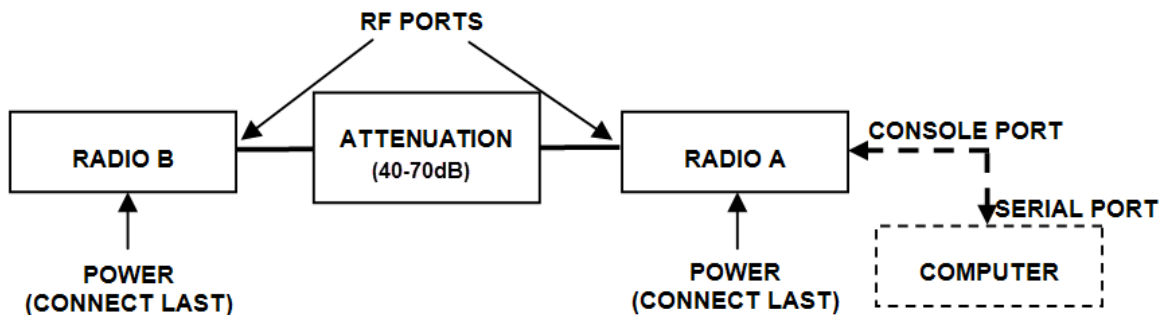 RF PORTS
RADIO B
ATTENUATION
(40-70dB)
RADIO A
CONSOLE PORT
SERIAL PORT
COMPUTER
POWER
(CONNECT LAST)
POWER
(CONNECT LAST)